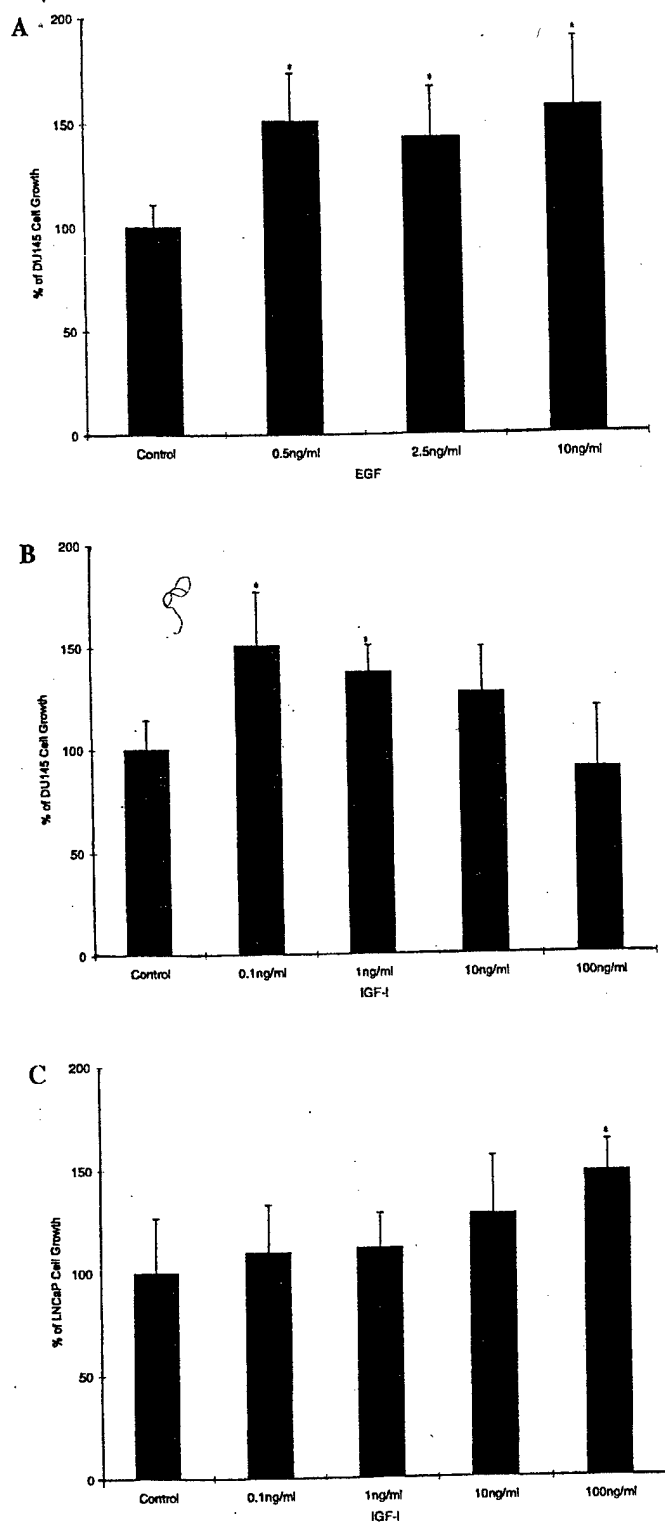 A
% of DU145 Cell Growth
200
150
100
50
0
*
*
*
Control
0.5ng/ml
2.5ng/ml
10ng/ml
EGF
B
% of DU145 Cell Growth
200
150
100
50
0
*
*
Control
0.1ng/ml
1ng/ml
10ng/ml
100ng/ml
IGF-I
C
% of LNCaP Cell Growth
200
150
100
50
0
*
Control
0.1ng/ml
1ng/ml
10ng/ml
100ng/ml
IGF-I